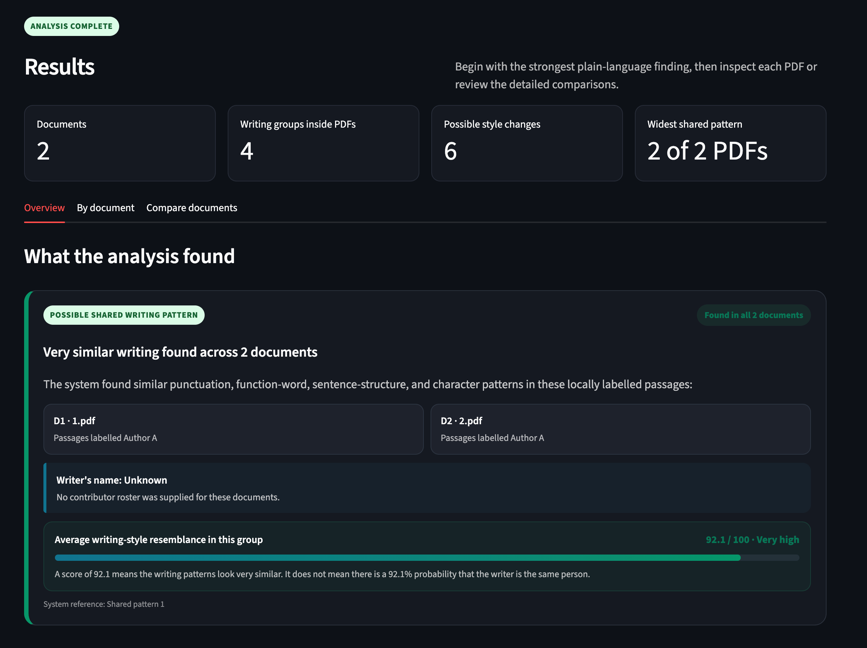 ANALYSIS COMPLETE
Results
Begin with the strongest plain-language finding, then inspect each PDF or
review the detailed comparisons.
Documents
2
Writing groups inside PDFs
4
Possible style changes
6
Widest shared pattern
2 of 2 PDFs
Overview
By document
Compare documents
What the analysis found
POSSIBLE SHARED WRITING PATTERN
Found in all 2 documents
Very similar writing found across 2 documents
The system found similar punctuation, function-word, sentence-structure, and character patterns in these locally labelled passages:
D1 · 1.pdf
Passages labelled Author A
D2 · 2.pdf
Passages labelled Author A
Writer's name: Unknown
No contributor roster was supplied for these documents.
Average writing-style resemblance in this group
92.1 / 100 · Very high
A score of 92.1 means the writing patterns look very similar. It does not mean there is a 92.1% probability that the writer is the same person.
System reference: Shared pattern 1